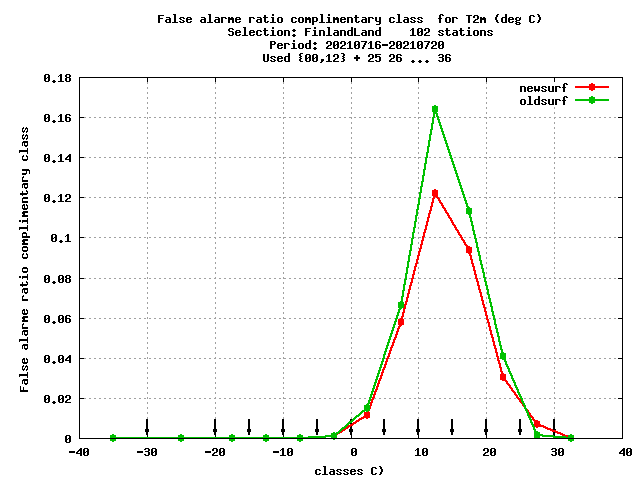 False alarme ratio complimentary class  for T2m (deg C)
Selection: FinlandLand    102 stations
Period: 20210716-20210720
Used {00,12} + 25 26 ... 36
newsurf
oldsurf
False alarme ratio complimentary class
0.18
0.16
0.14
0.12
0.1
0.08
0.06
0.04
0.02
0
-40 -30 -20 -10 0 10 20 30 40
classes C)